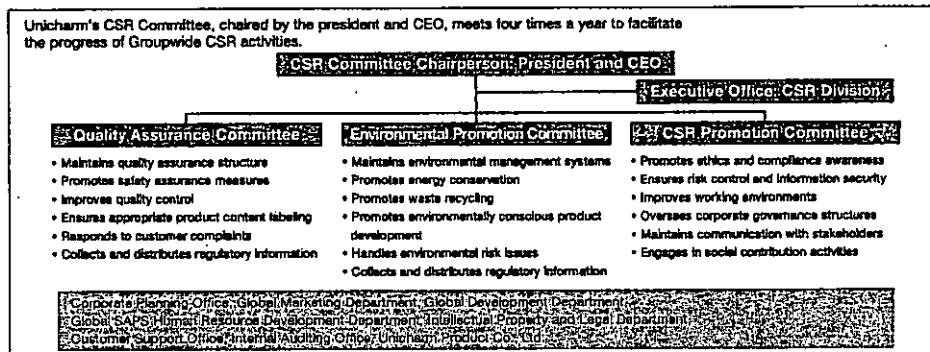 Unicharm's CSR Committee, chaired by the president and CEO, meets four times a year to facilitate
the progress of Groupwide CSR activities.
CSR Committee Chairperson: President and CEO
Executive Office: CSR Division
Quality Assurance Committee
• Maintains quality assurance structure
• Promotes safety assurance measures
• Improves quality control
• Ensures appropriate product content labeling
• Responds to customer complaints
• Collects and distributes regulatory information
Environmental Promotion Committee
• Maintains environmental management systems
• Promotes energy conservation
• Promotes waste recycling
• Promotes environmentally conscious product
development
• Handles environmental risk issues
• Collects and distributes regulatory information
CSR Promotion Committee
• Promotes ethics and compliance awareness
• Ensures risk control and information security
• Improves working environments
• Oversees corporate governance structures
• Maintains communication with stakeholders
• Engages in social contribution activities
Corporate Planning Office, Global Marketing Department, Global Development Department,
Global SAPS Human Resource Development Department, Intellectual Property and Legal Department,
Customer Support Office, Internal Auditing Office, Unicharm Product Co., Ltd.